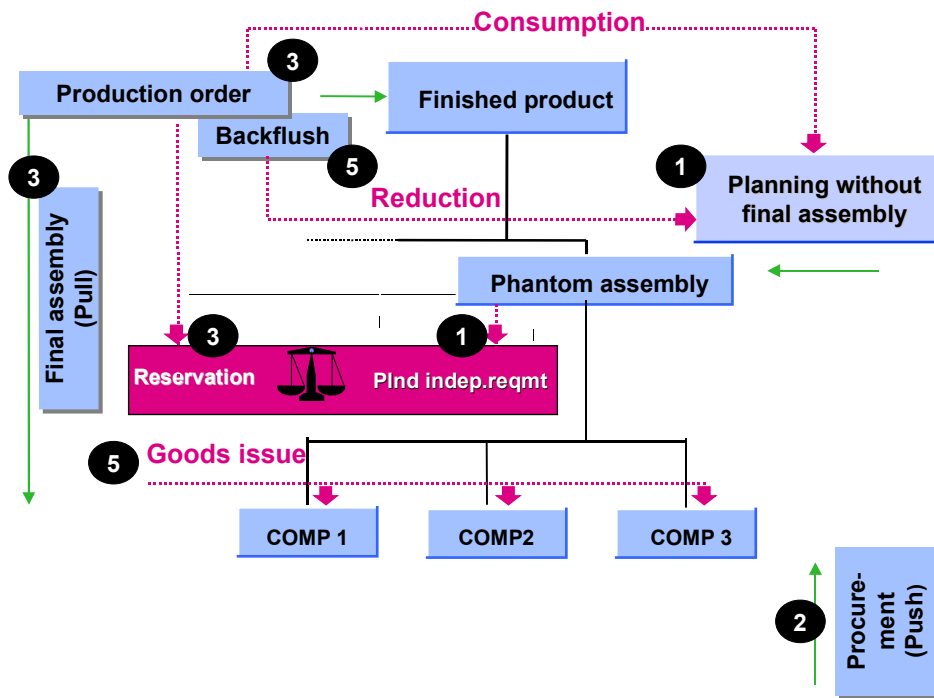 Consumption
3
Production order
Finished product
Backflush
5
1
Planning without
final assembly
3
Reduction
Final assembly
(Pull)
Phantom assembly
3
1
Reservation
Plnd indep.reqmt
5
Goods issue
COMP 1
COMP2
COMP 3
2
Procure-
ment
(Push)